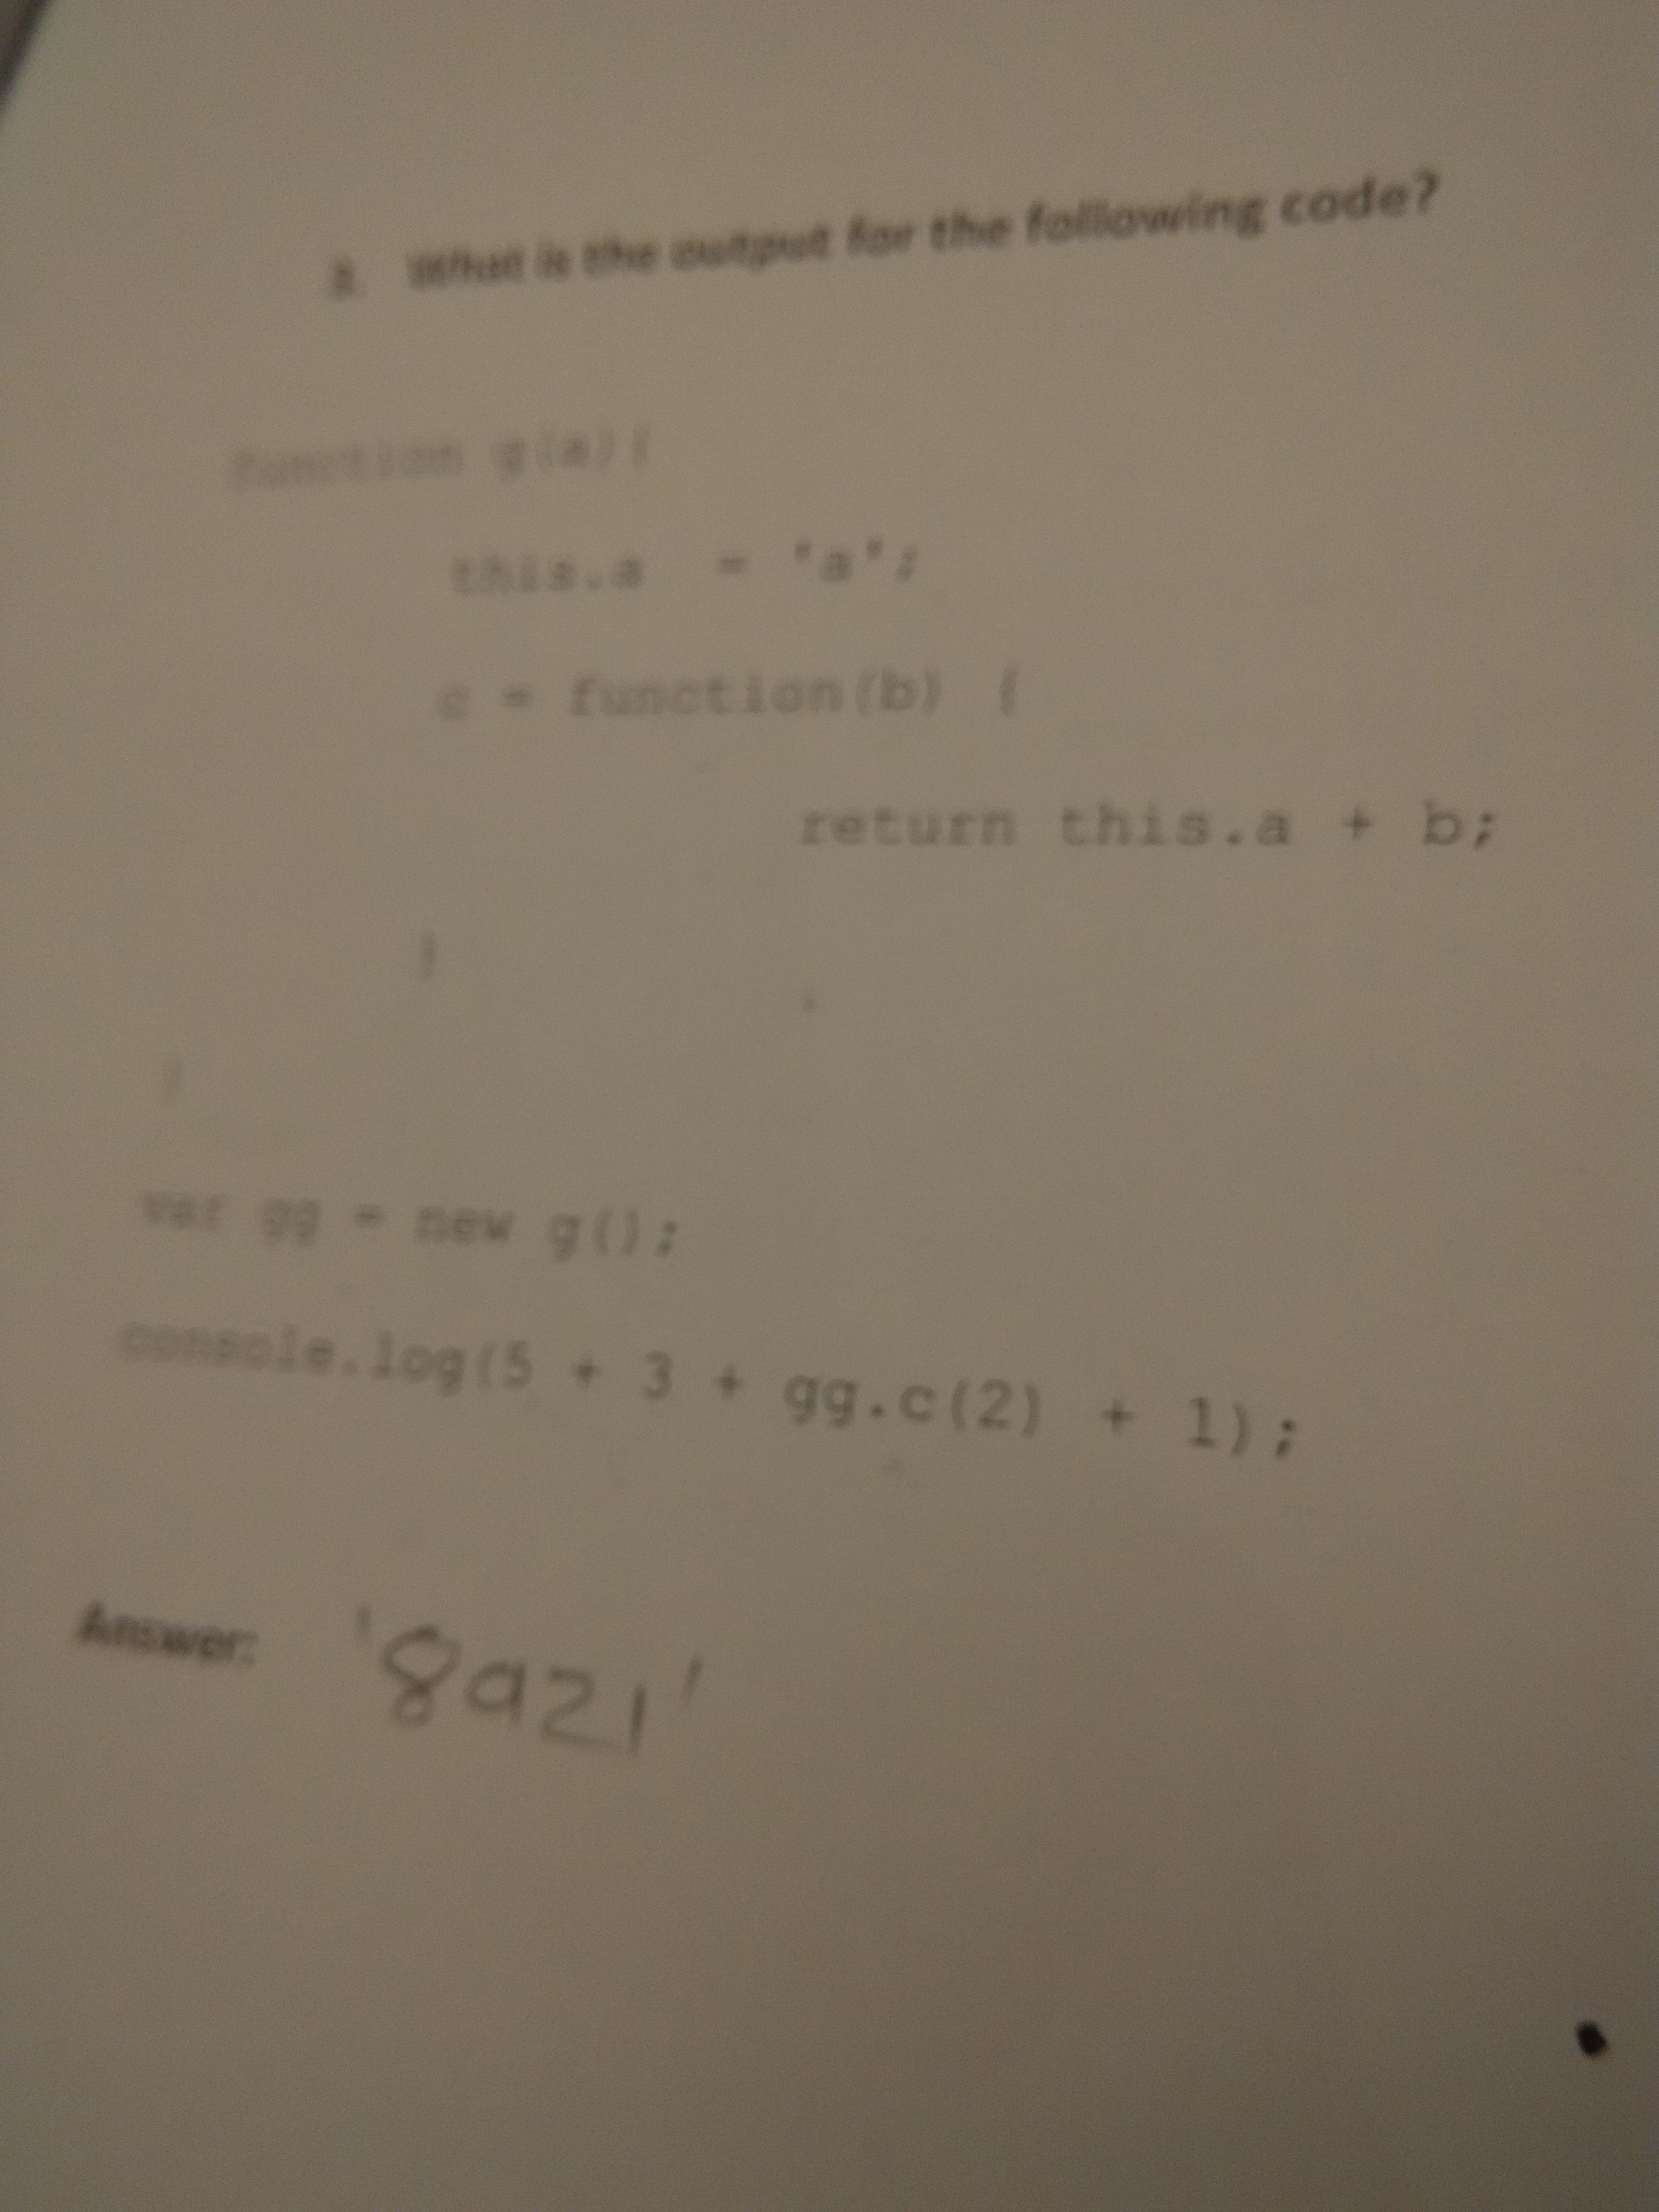 3. What is the output for the following code?
function g(a){
this.a = 'a';
c = function(b) {
return this.a + b;
}
}
var gg = new g();
console.log(5 + 3 + gg.c(2) + 1);
Answer: '8a21'